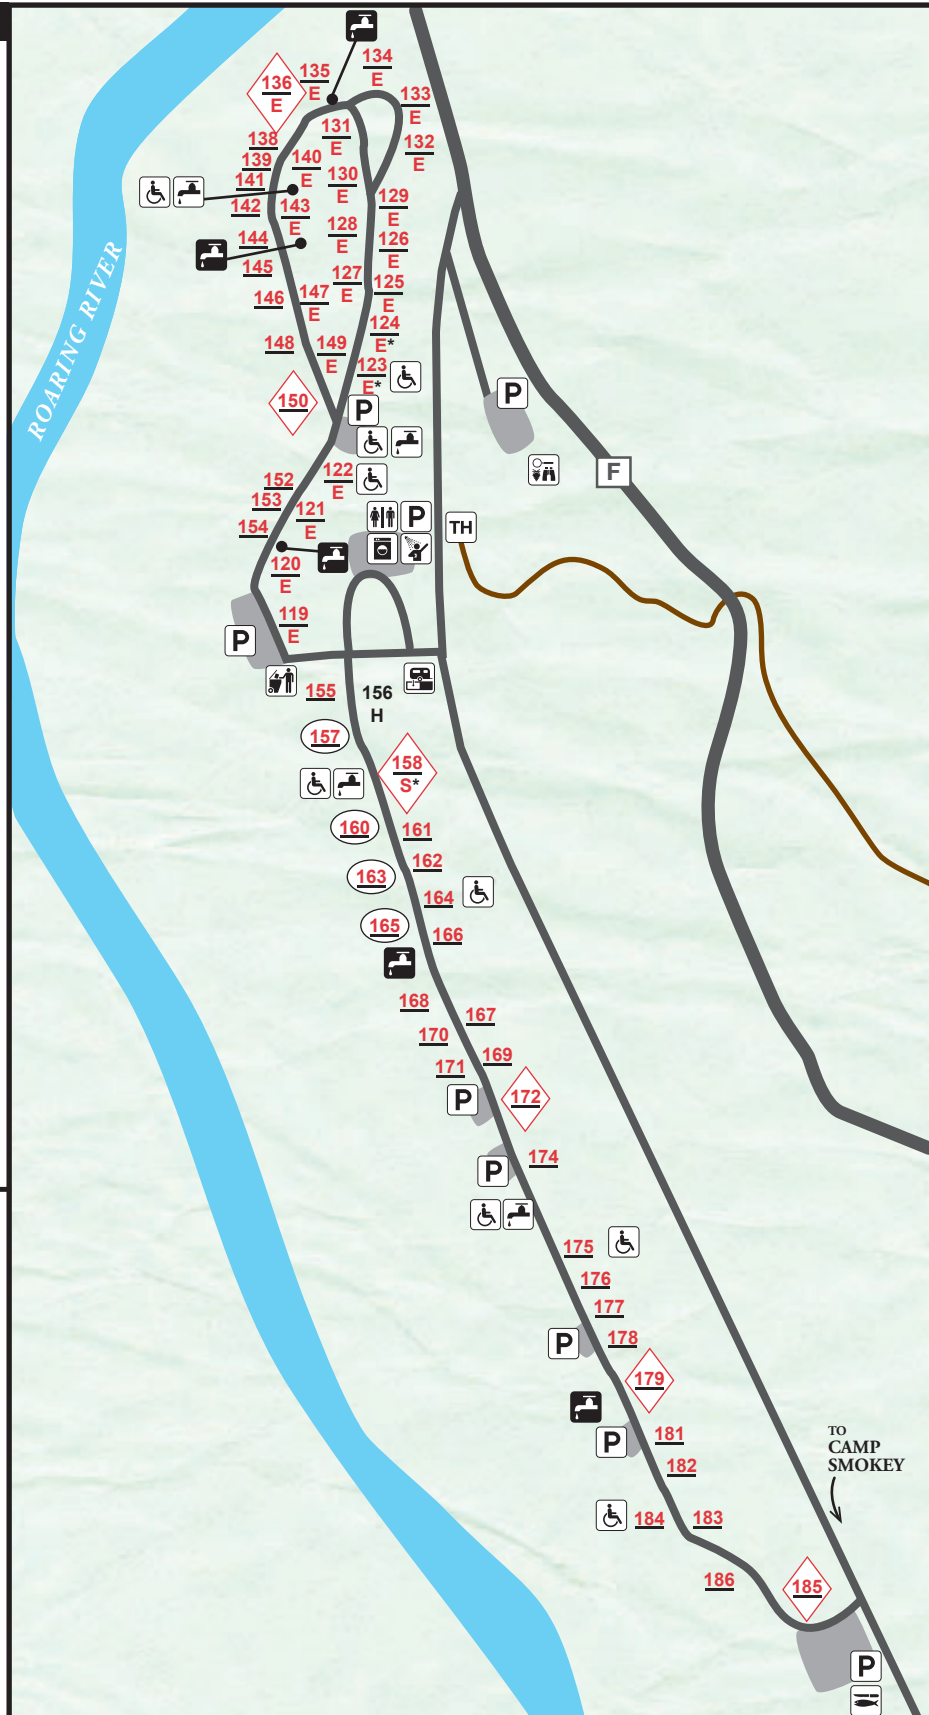 134
E
135
E
136
E
133
E
131
E
138
132
E
139
140
E
141
130
E
142
143
E
129
E
128
E
144
126
E
145
127
E
125
E
146
147
E
124
E*
148
149
E
123
E*
150
P
P
ROARING RIVER
F
122
E
152
153
121
E
P
TH
154
120
E
119
E
P
155
156
H
157
158
S*
160
161
162
163
164
165
166
168
167
170
169
171
P
172
174
P
175
176
177
178
P
179
181
P
182
TO
CAMP
SMOKEY
184
183
186
185
P